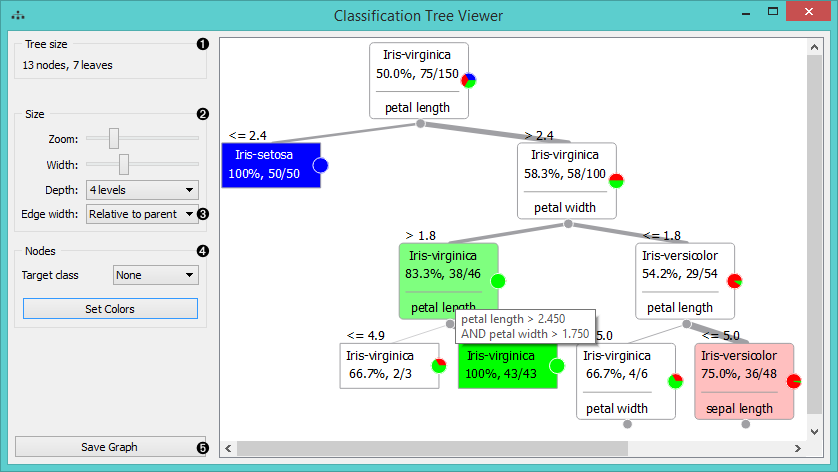 Classification Tree Viewer
Tree size
1
13 nodes, 7 leaves
Size
2
Zoom:
Width:
Depth: 4 levels
Edge width: Relative to parent
3
Nodes
4
Target class None
Set Colors
Save Graph
5
Iris-virginica
50.0%, 75/150
petal length
<= 2.4
> 2.4
Iris-setosa
100%, 50/50
Iris-virginica
58.3%, 58/100
petal width
> 1.8
<= 1.8
Iris-virginica
83.3%, 38/46
petal length
Iris-versicolor
54.2%, 29/54
petal length
petal length > 2.450
AND petal width > 1.750
<= 4.9
5.0
<= 5.0
Iris-virginica
66.7%, 2/3
Iris-virginica
100%, 43/43
Iris-virginica
66.7%, 4/6
petal width
Iris-versicolor
75.0%, 36/48
sepal length